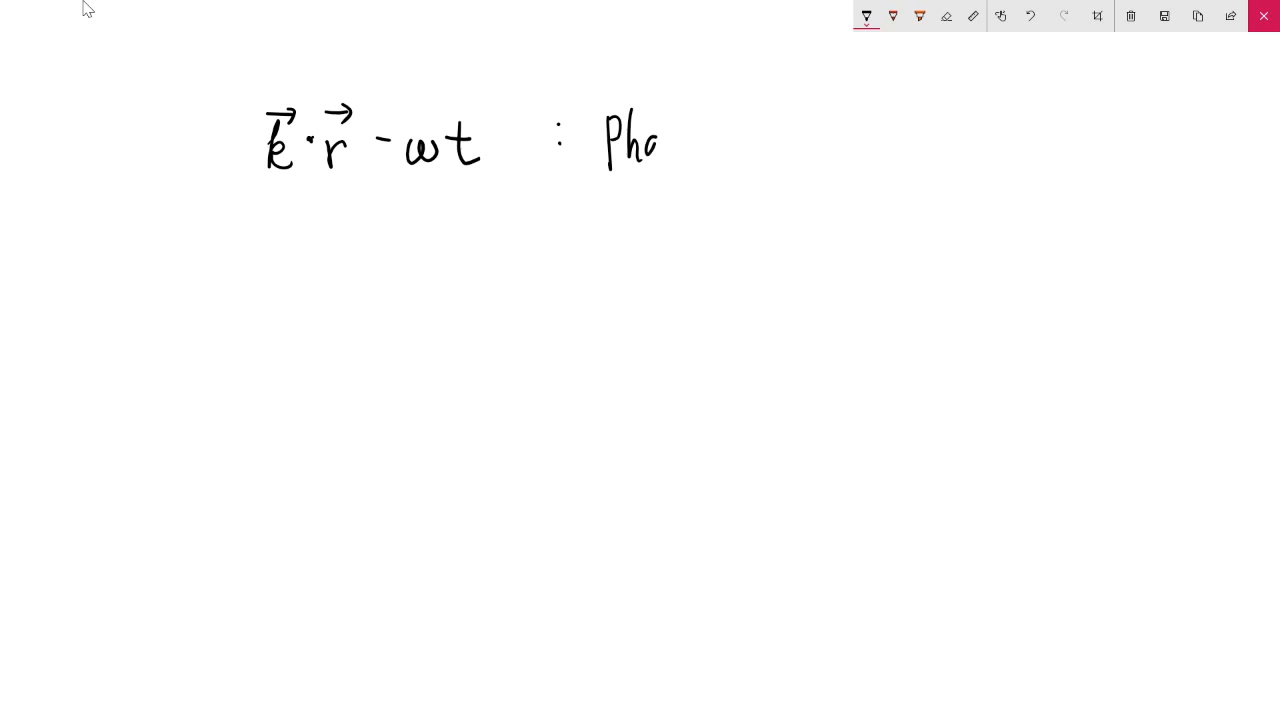 k⃗ · r⃗ - ωt : Pha